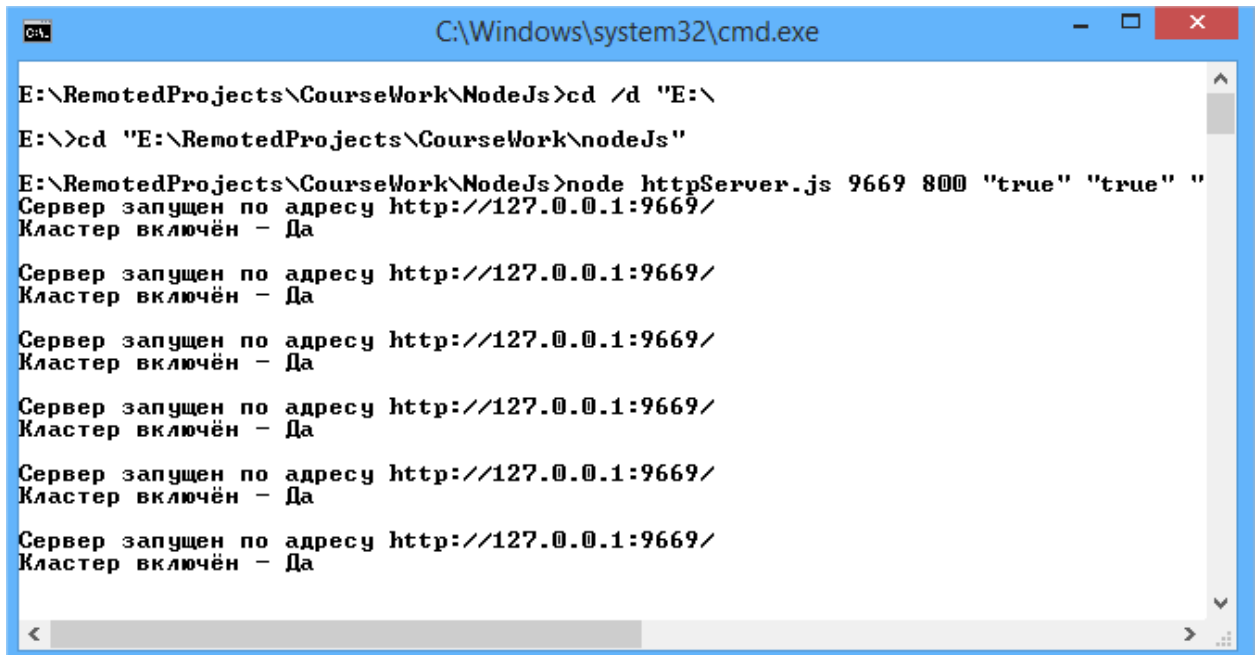 C:\Windows\system32\cmd.exe
E:\RemotedProjects\CourseWork\NodeJs>cd /d "E:\
E:\>cd "E:\RemotedProjects\CourseWork\nodeJs"
E:\RemotedProjects\CourseWork\NodeJs>node httpServer.js 9669 800 "true" "true" "
Сервер запущен по адресу http://127.0.0.1:9669/
Кластер включён - Да
Сервер запущен по адресу http://127.0.0.1:9669/
Кластер включён - Да
Сервер запущен по адресу http://127.0.0.1:9669/
Кластер включён - Да
Сервер запущен по адресу http://127.0.0.1:9669/
Кластер включён - Да
Сервер запущен по адресу http://127.0.0.1:9669/
Кластер включён - Да
Сервер запущен по адресу http://127.0.0.1:9669/
Кластер включён - Да